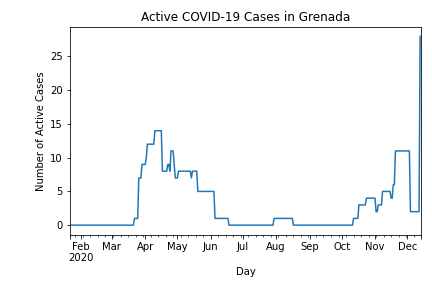 Active COVID-19 Cases in Grenada
25
20
15
10
5
0
Number of Active Cases
Feb Mar Apr May Jun Jul Aug Sep Oct Nov Dec
2020
Day